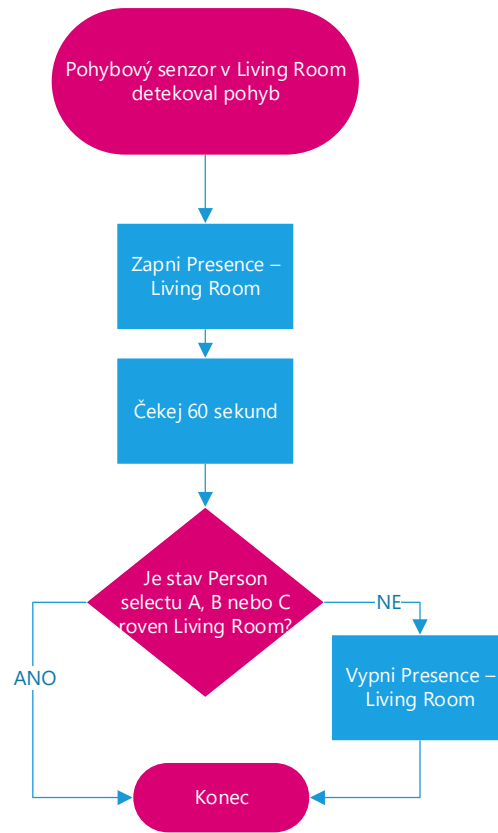 Pohybový senzor v Living Room
detekoval pohyb
Zapni Presence –
Living Room
Čekej 60 sekund
Je stav Person
selectu A, B nebo C
roven Living Room?
NE
ANO
Vypni Presence –
Living Room
Konec